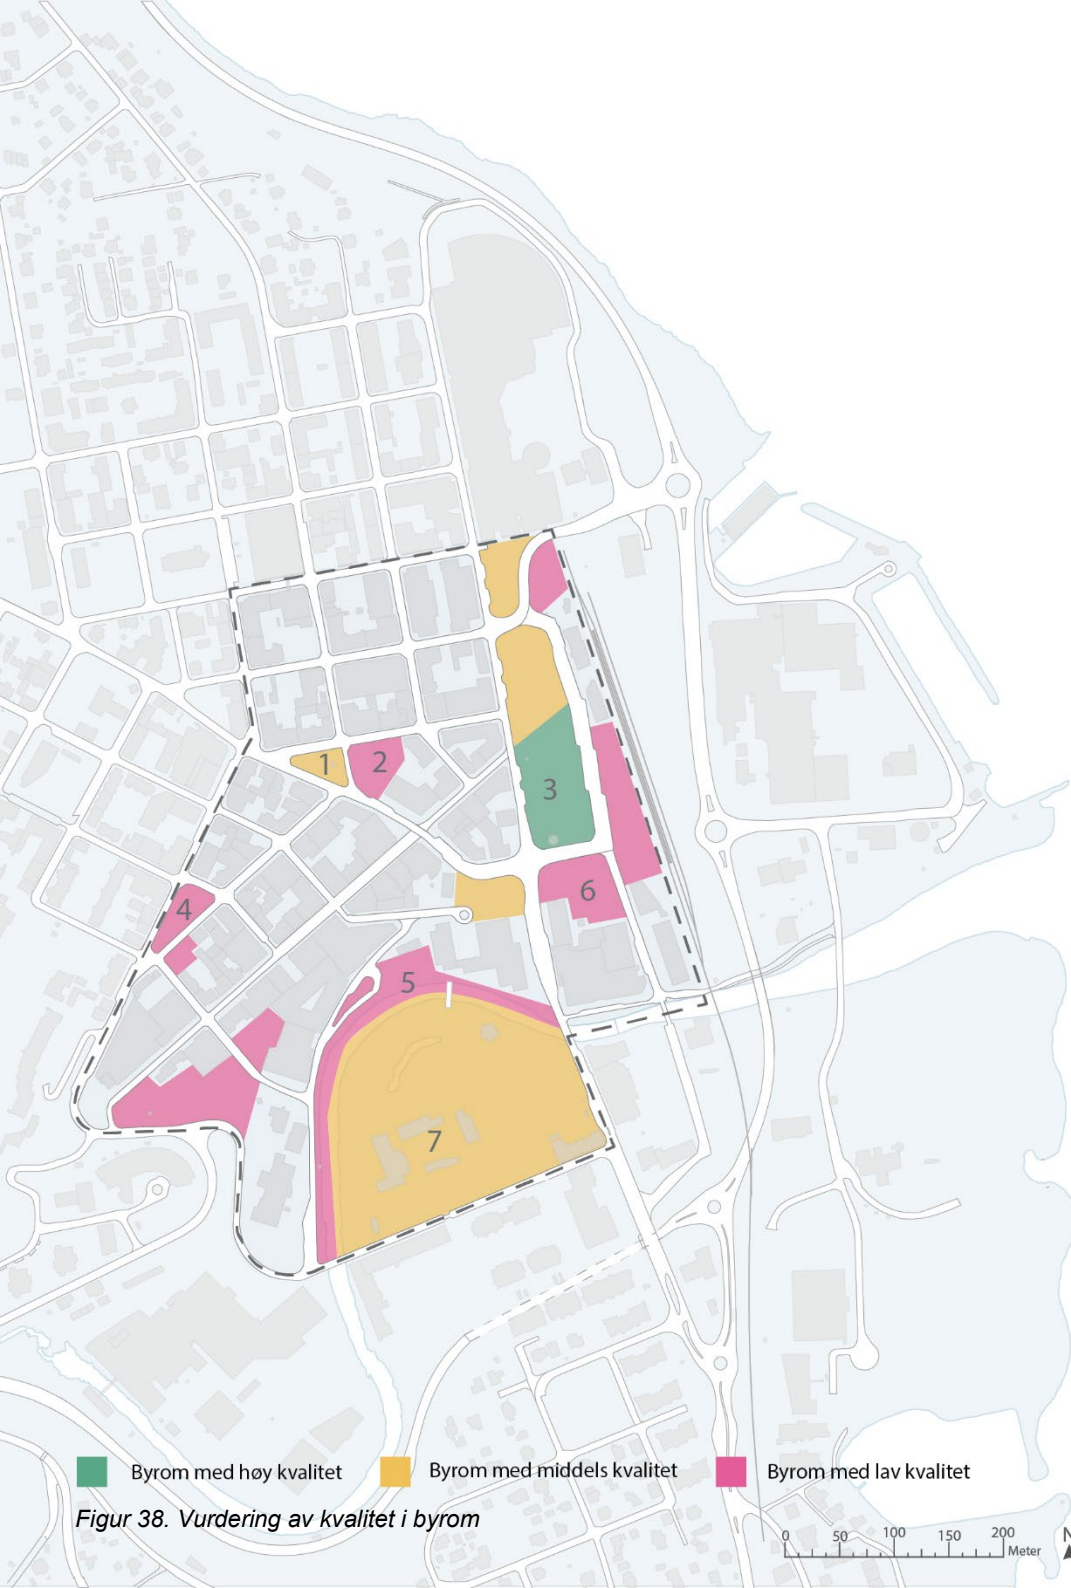 1
2
3
4
6
5
7
Byrom med høy kvalitet
Byrom med middels kvalitet
Byrom med lav kvalitet
Figur 38. Vurdering av kvalitet i byrom
0 50 100 150 200
Meter
N